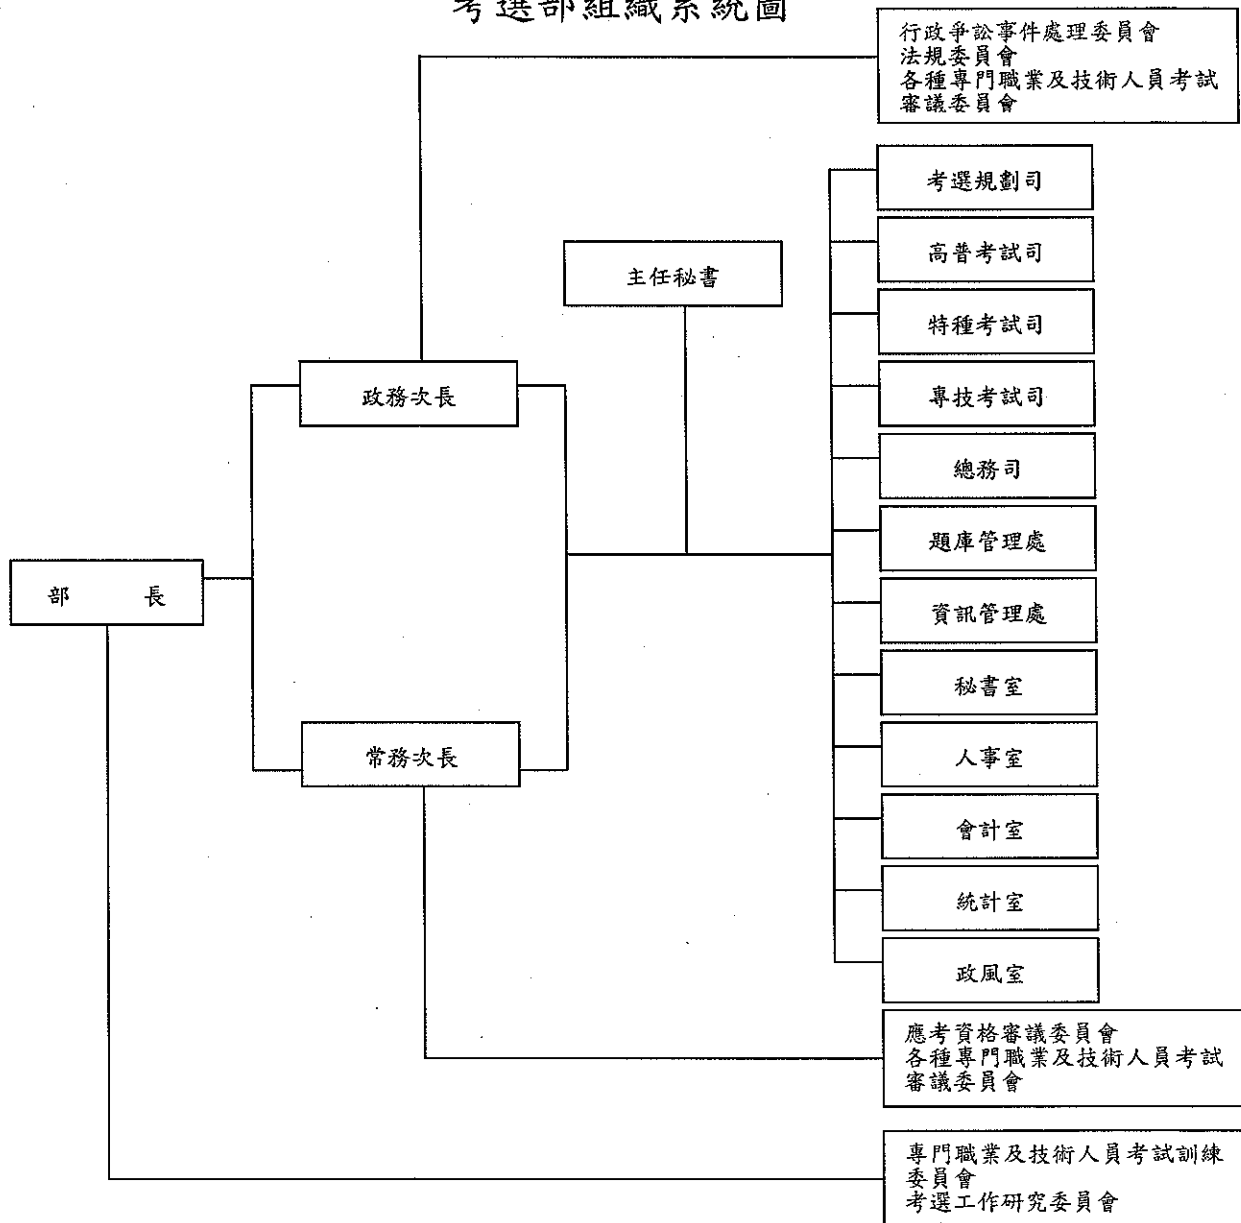 考選部組織系統圖
行政爭訟事件處理委員會
法規委員會
各種專門職業及技術人員考試
審議委員會
考選規劃司
高普考試司
主任秘書
特種考試司
政務次長
專技考試司
總務司
題庫管理處
部 長
資訊管理處
秘書室
常務次長
人事室
會計室
統計室
政風室
應考資格審議委員會
各種專門職業及技術人員考試
審議委員會
專門職業及技術人員考試訓練
委員會
考選工作研究委員會